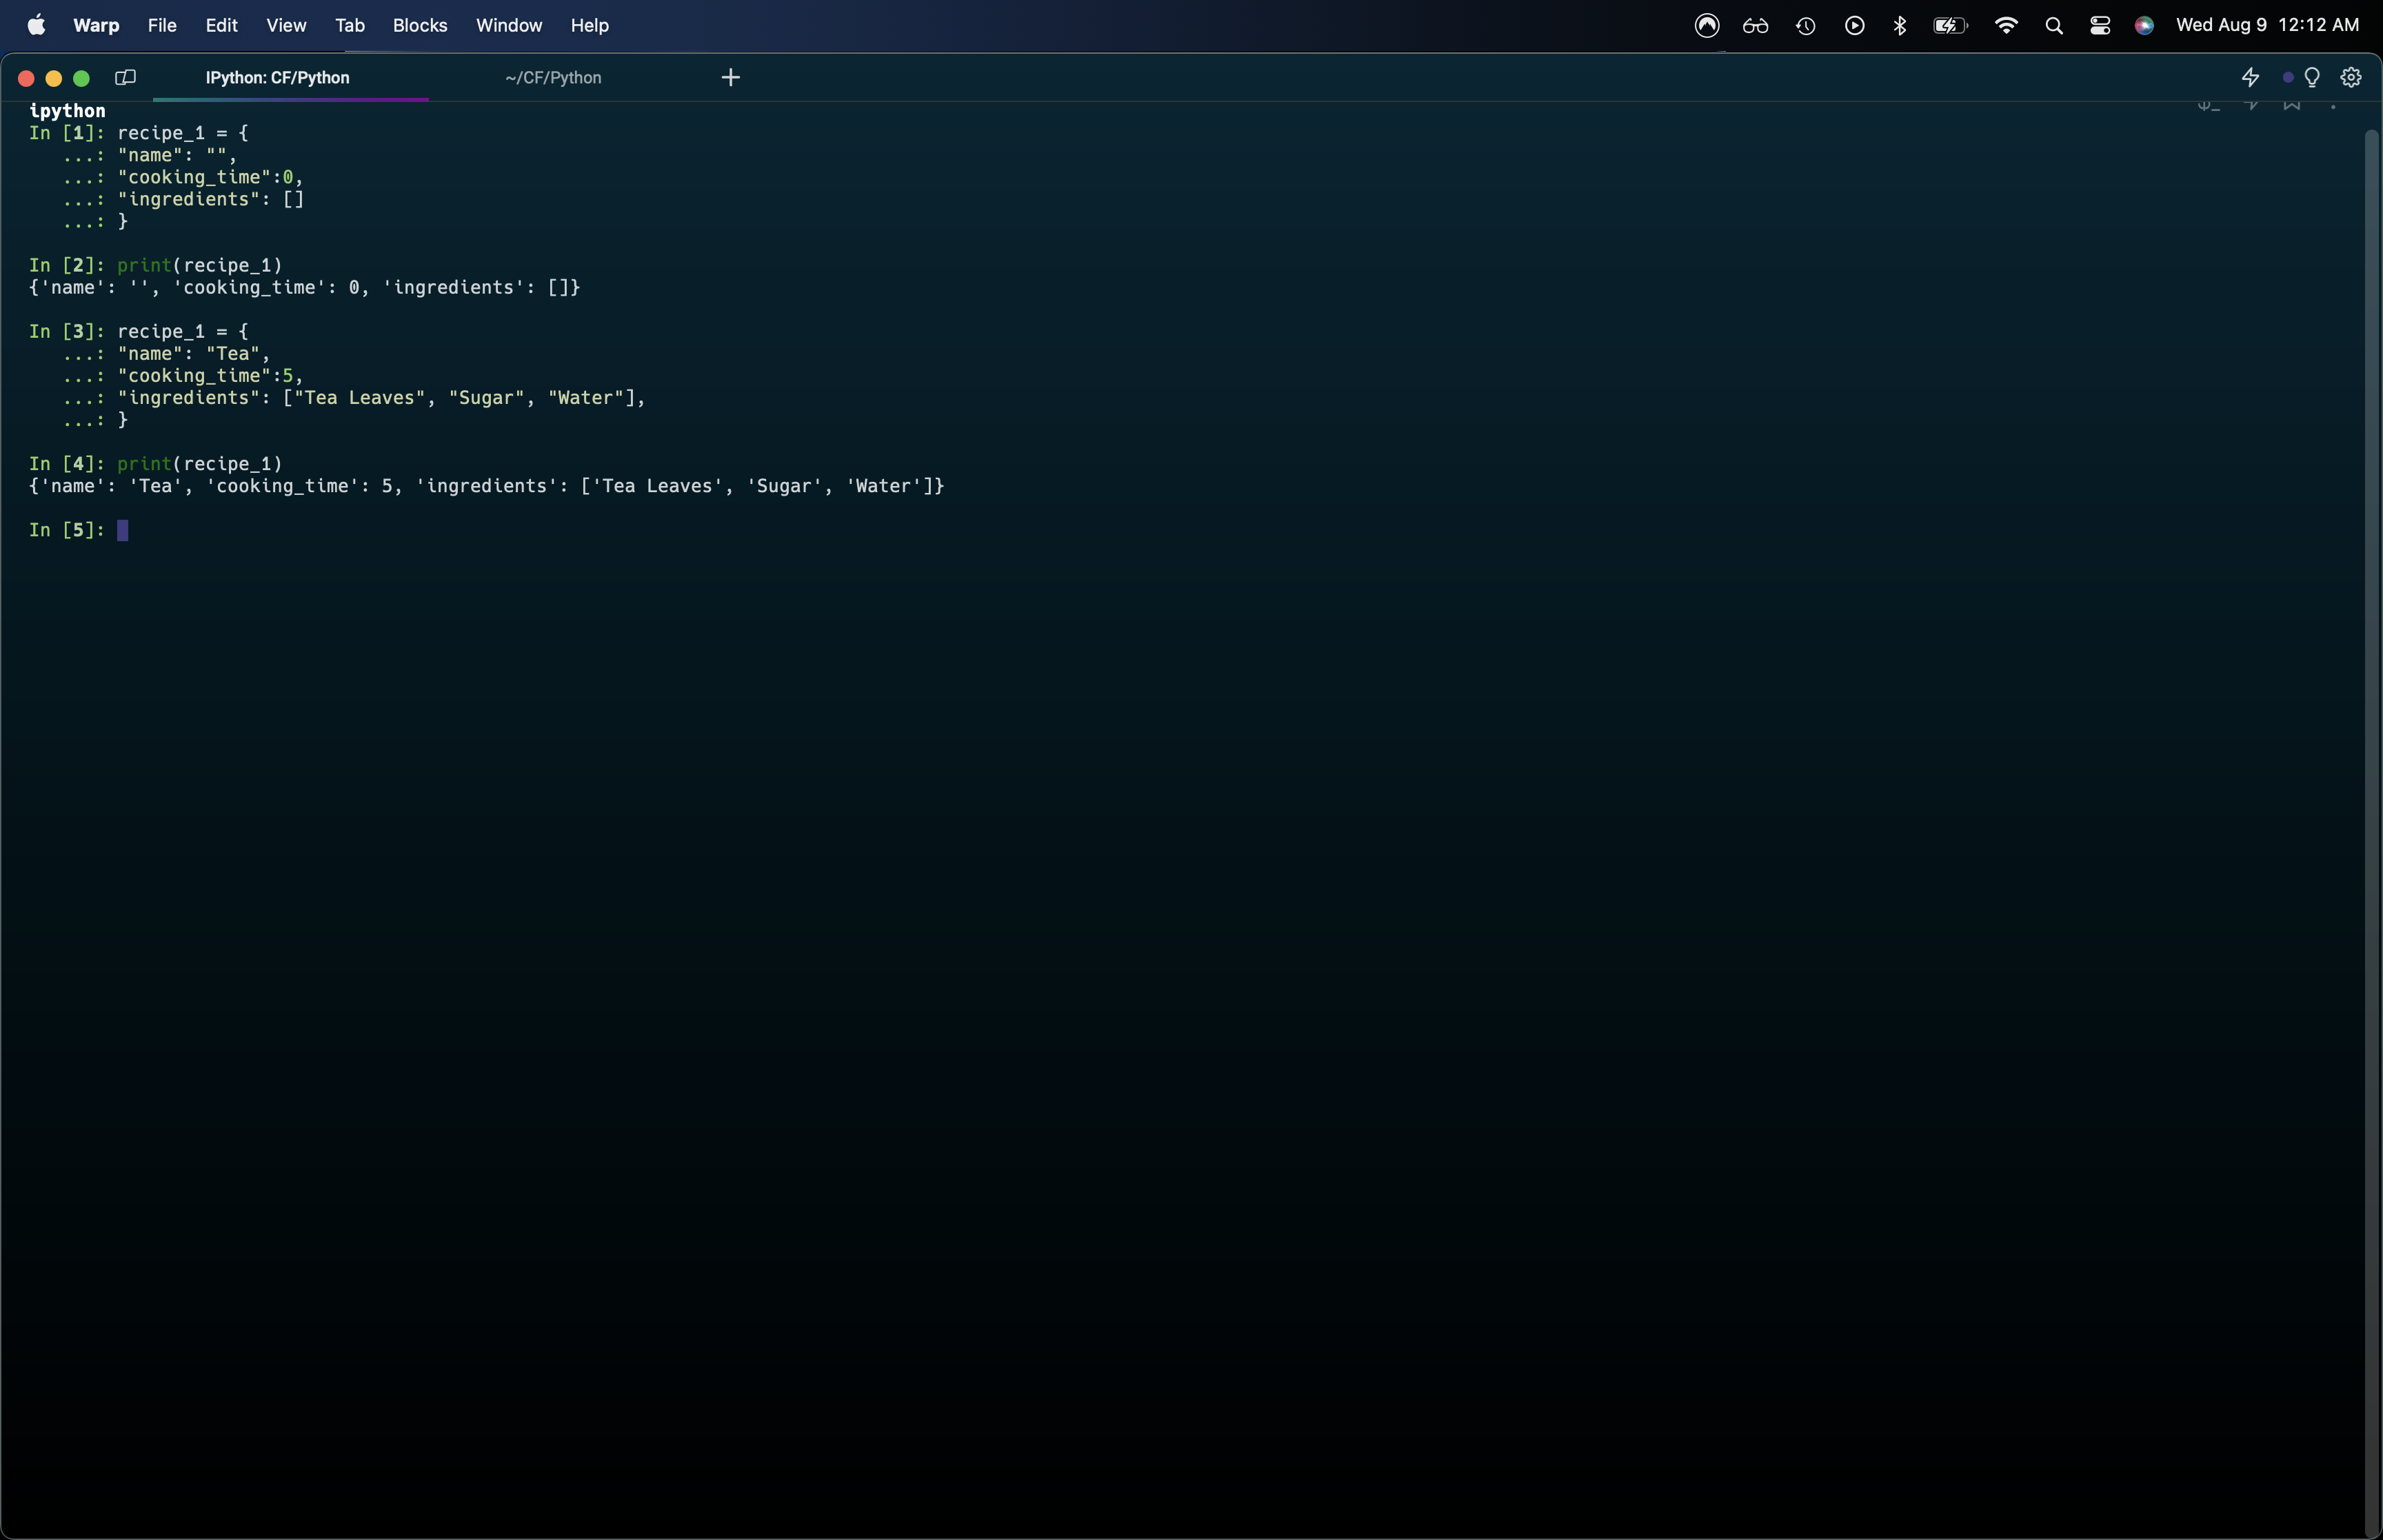 Warp File Edit View Tab Blocks Window Help Wed Aug 9 12:12 AM
IPython: CF/Python ~/CF/Python +
ipython
In [1]: recipe_1 = {
...: "name": "",
...: "cooking_time":0,
...: "ingredients": []
...: }
In [2]: print(recipe_1)
{'name': '', 'cooking_time': 0, 'ingredients': []}
In [3]: recipe_1 = {
...: "name": "Tea",
...: "cooking_time":5,
...: "ingredients": ["Tea Leaves", "Sugar", "Water"],
...: }
In [4]: print(recipe_1)
{'name': 'Tea', 'cooking_time': 5, 'ingredients': ['Tea Leaves', 'Sugar', 'Water']}
In [5]: